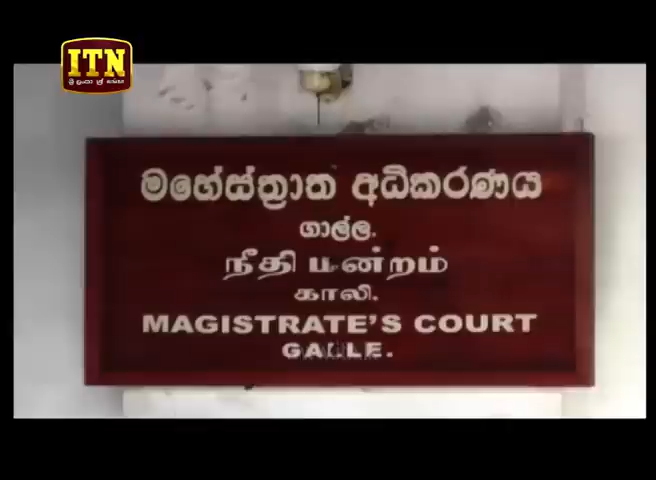 ITN
මහේස්ත්‍රාත අධිකරණය
ගාල්ල.
நீதி மன்றம்
காலி.
MAGISTRATE'S COURT
GALLE.